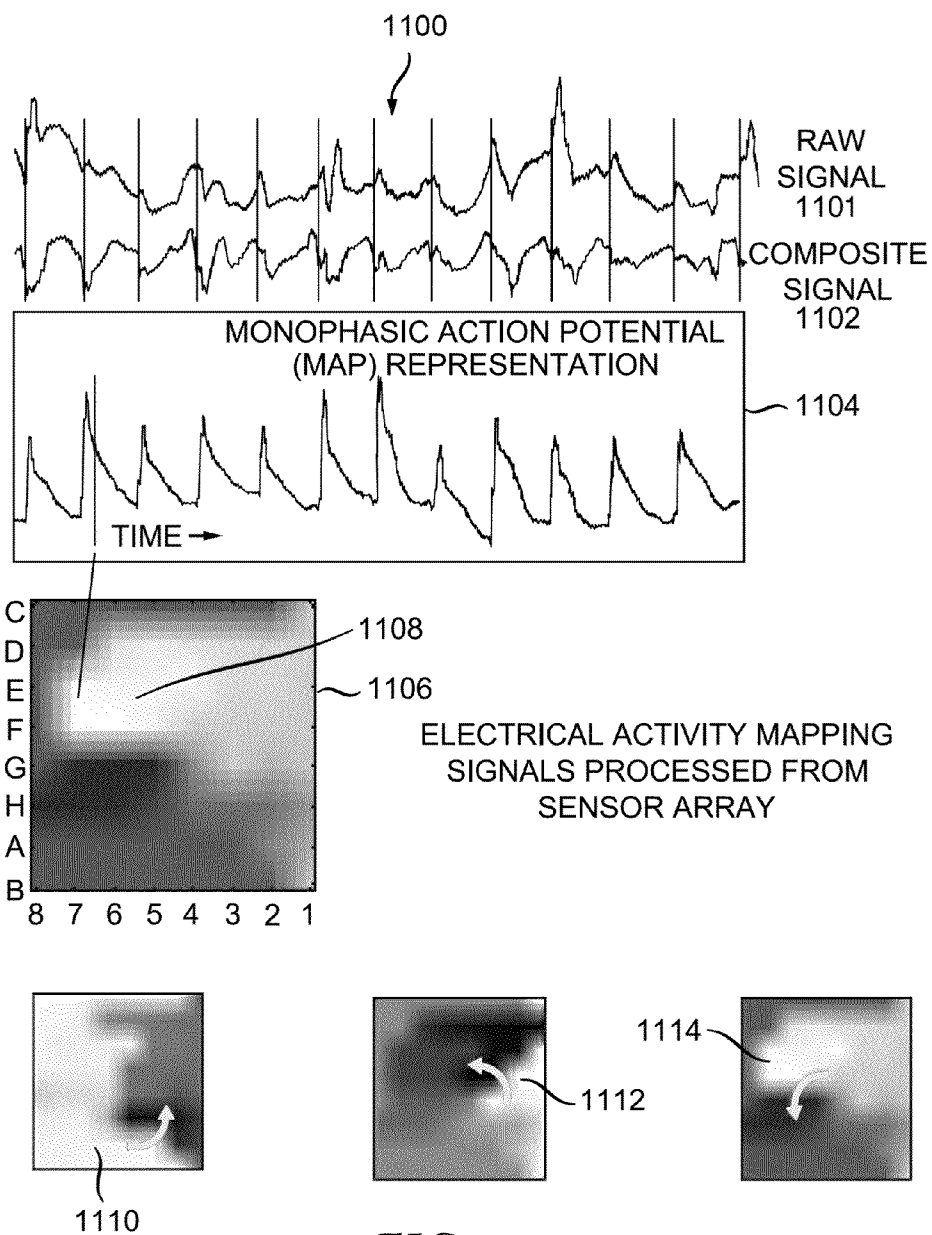 1100
RAW
SIGNAL
1101
COMPOSITE
SIGNAL
1102
MONOPHASIC ACTION POTENTIAL
(MAP) REPRESENTATION
1104
TIME
1108
1106
C
D
E
F
G
H
A
B
8 7 6 5 4 3 2 1
ELECTRICAL ACTIVITY MAPPING
SIGNALS PROCESSED FROM
SENSOR ARRAY
1110
1112
1114